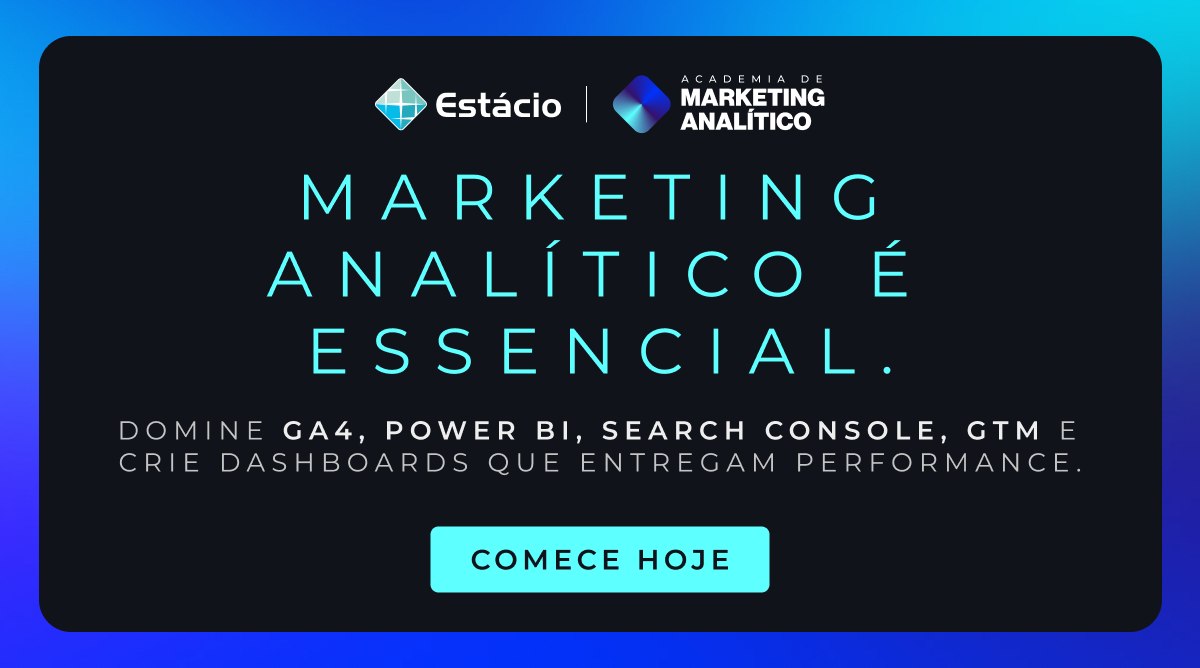 Estácio
ACADEMIA DE
MARKETING
ANALÍTICO
MARKETING
ANALÍTICO É
ESSENCIAL.
DOMINE GA4, POWER BI, SEARCH CONSOLE, GTM E
CRIE DASHBOARDS QUE ENTREGAM PERFORMANCE.
COMECE HOJE